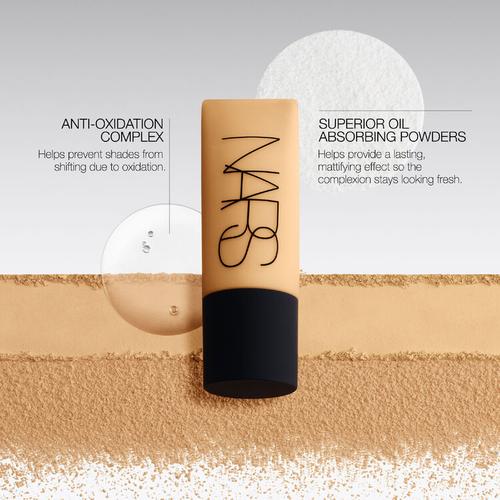 ANTI-OXIDATION
COMPLEX
Helps prevent shades from
shifting due to oxidation.
SUPERIOR OIL
ABSORBING POWDERS
Helps provide a lasting,
mattifying effect so the
complexion stays looking fresh.
NARS